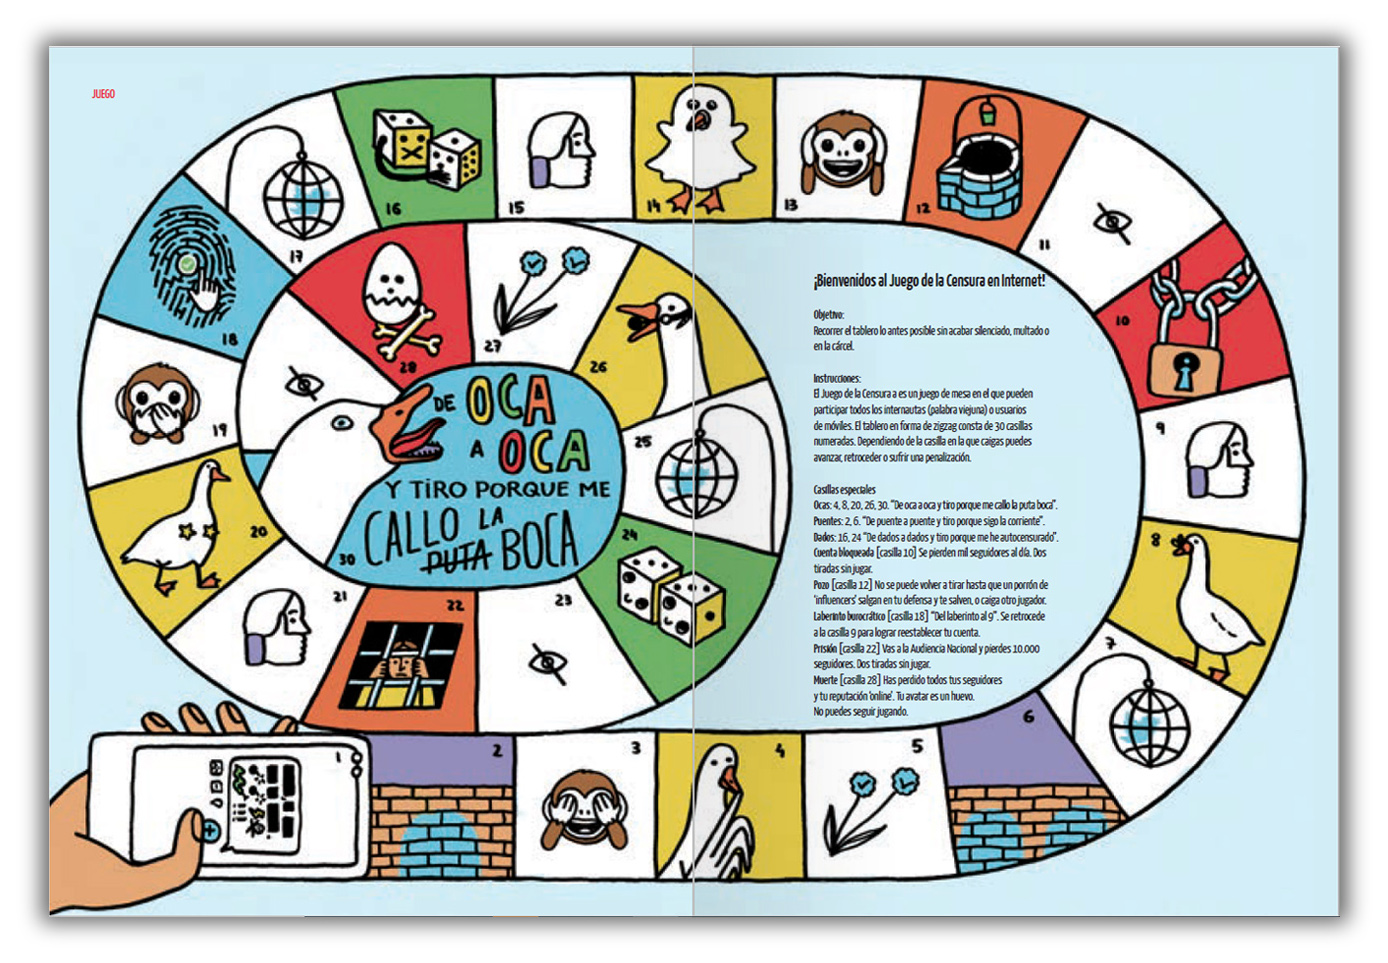 JUEGO
¡Bienvenidos al Juego de la Censura en Internet!
Objetivo:
Recorrer el tablero lo antes posible sin acabar silenciado, multado o
en la cárcel.
Instrucciones:
El Juego de la Censura a es un juego de mesa en el que pueden
participar todos los internautas (palabra viejuna) o usuarios
de móviles. El tablero en forma de zigzag consta de 30 casillas
numeradas. Dependiendo de la casilla en la que caigas puedes
avanzar, retroceder o sufrir una penalización.
Casillas especiales
Ocas: 4, 8, 20, 26, 30. "De oca a oca y tiro porque me callo la puta boca".
Puentes: 2, 6. "De puente a puente y tiro porque sigo la corriente".
Dados: 16, 24 "De dados a dados y tiro porque me he autocensurado".
Cuenta bloqueada [casilla 10] Se pierden mil seguidores al día. Dos
tiradas sin jugar.
Pozo [casilla 12] No se puede volver a tirar hasta que un porrón de
'influencers' salgan en tu defensa y te salven, o caiga otro jugador.
Laberinto burocrático [casilla 18] "Del laberinto al 9". Se retrocede
a la casilla 9 para lograr reestablecer tu cuenta.
Prisión [casilla 22] Vas a la Audiencia Nacional y pierdes 10.000
seguidores. Dos tiradas sin jugar.
Muerte [casilla 28] Has perdido todos tus seguidores
y tu reputación 'online'. Tu avatar es un huevo.
No puedes seguir jugando.
DE OCA
A OCA
Y TIRO PORQUE ME
CALLO LA
PUTA BOCA
1
2
3
4
5
6
7
8
9
10
11
12
13
14
15
16
17
18
19
20
21
22
23
24
25
26
27
28
30